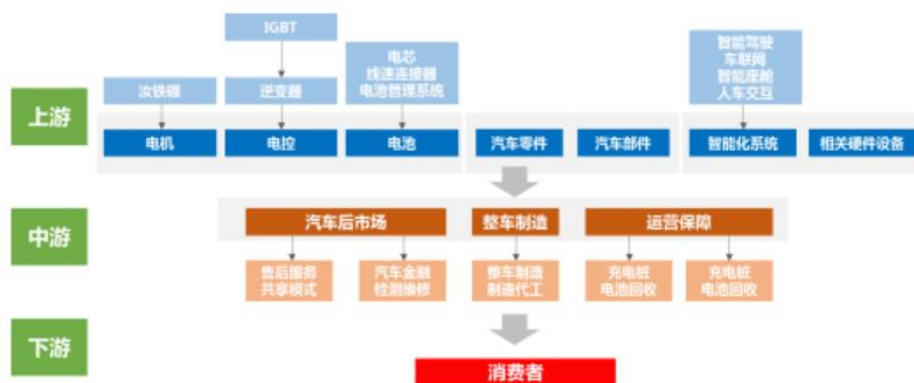 IGBT
电芯
线速连接器
电池管理系统
智能驾驶
车联网
智能座舱
人车交互
汝铁硼
逆变器
上游
电机
电控
电池
汽车零件
汽车部件
智能化系统
相关硬件设备
中游
汽车后市场
整车制造
运营保障
售后服务
共享模式
汽车金融
检测维修
整车制造
制造代工
充电桩
电池回收
充电桩
电池回收
下游
消费者